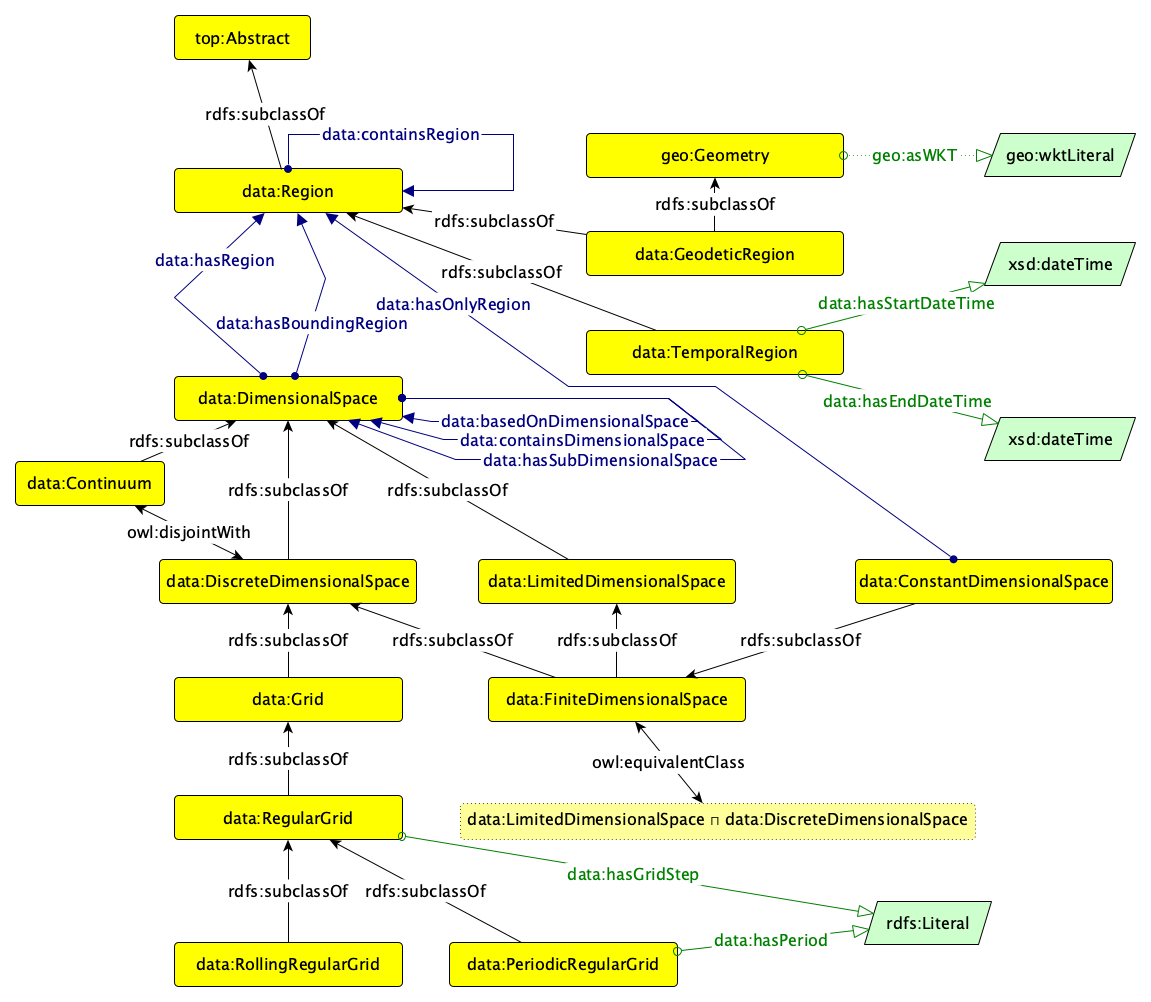 top:Abstract
rdfs:subclassOf
data:containsRegion
geo:Geometry
geo:asWKT
geo:wktLiteral
data:Region
rdfs:subclassOf
rdfs:subclassOf
data:hasRegion
data:GeodeticRegion
xsd:dateTime
rdfs:subclassOf
data:hasOnlyRegion
data:hasStartDateTime
data:hasBoundingRegion
data:TemporalRegion
data:DimensionalSpace
data:hasEndDateTime
data:basedOnDimensionalSpace
rdfs:subclassOf
data:containsDimensionalSpace
xsd:dateTime
data:hasSubDimensionalSpace
data:Continuum
rdfs:subclassOf
rdfs:subclassOf
owl:disjointWith
data:DiscreteDimensionalSpace
data:LimitedDimensionalSpace
data:ConstantDimensionalSpace
rdfs:subclassOf
rdfs:subclassOf
rdfs:subclassOf
rdfs:subclassOf
data:Grid
data:FiniteDimensionalSpace
rdfs:subclassOf
owl:equivalentClass
data:RegularGrid
data:LimitedDimensionalSpace ⊓ data:DiscreteDimensionalSpace
data:hasGridStep
rdfs:subclassOf
rdfs:subclassOf
rdfs:Literal
data:hasPeriod
data:RollingRegularGrid
data:PeriodicRegularGrid